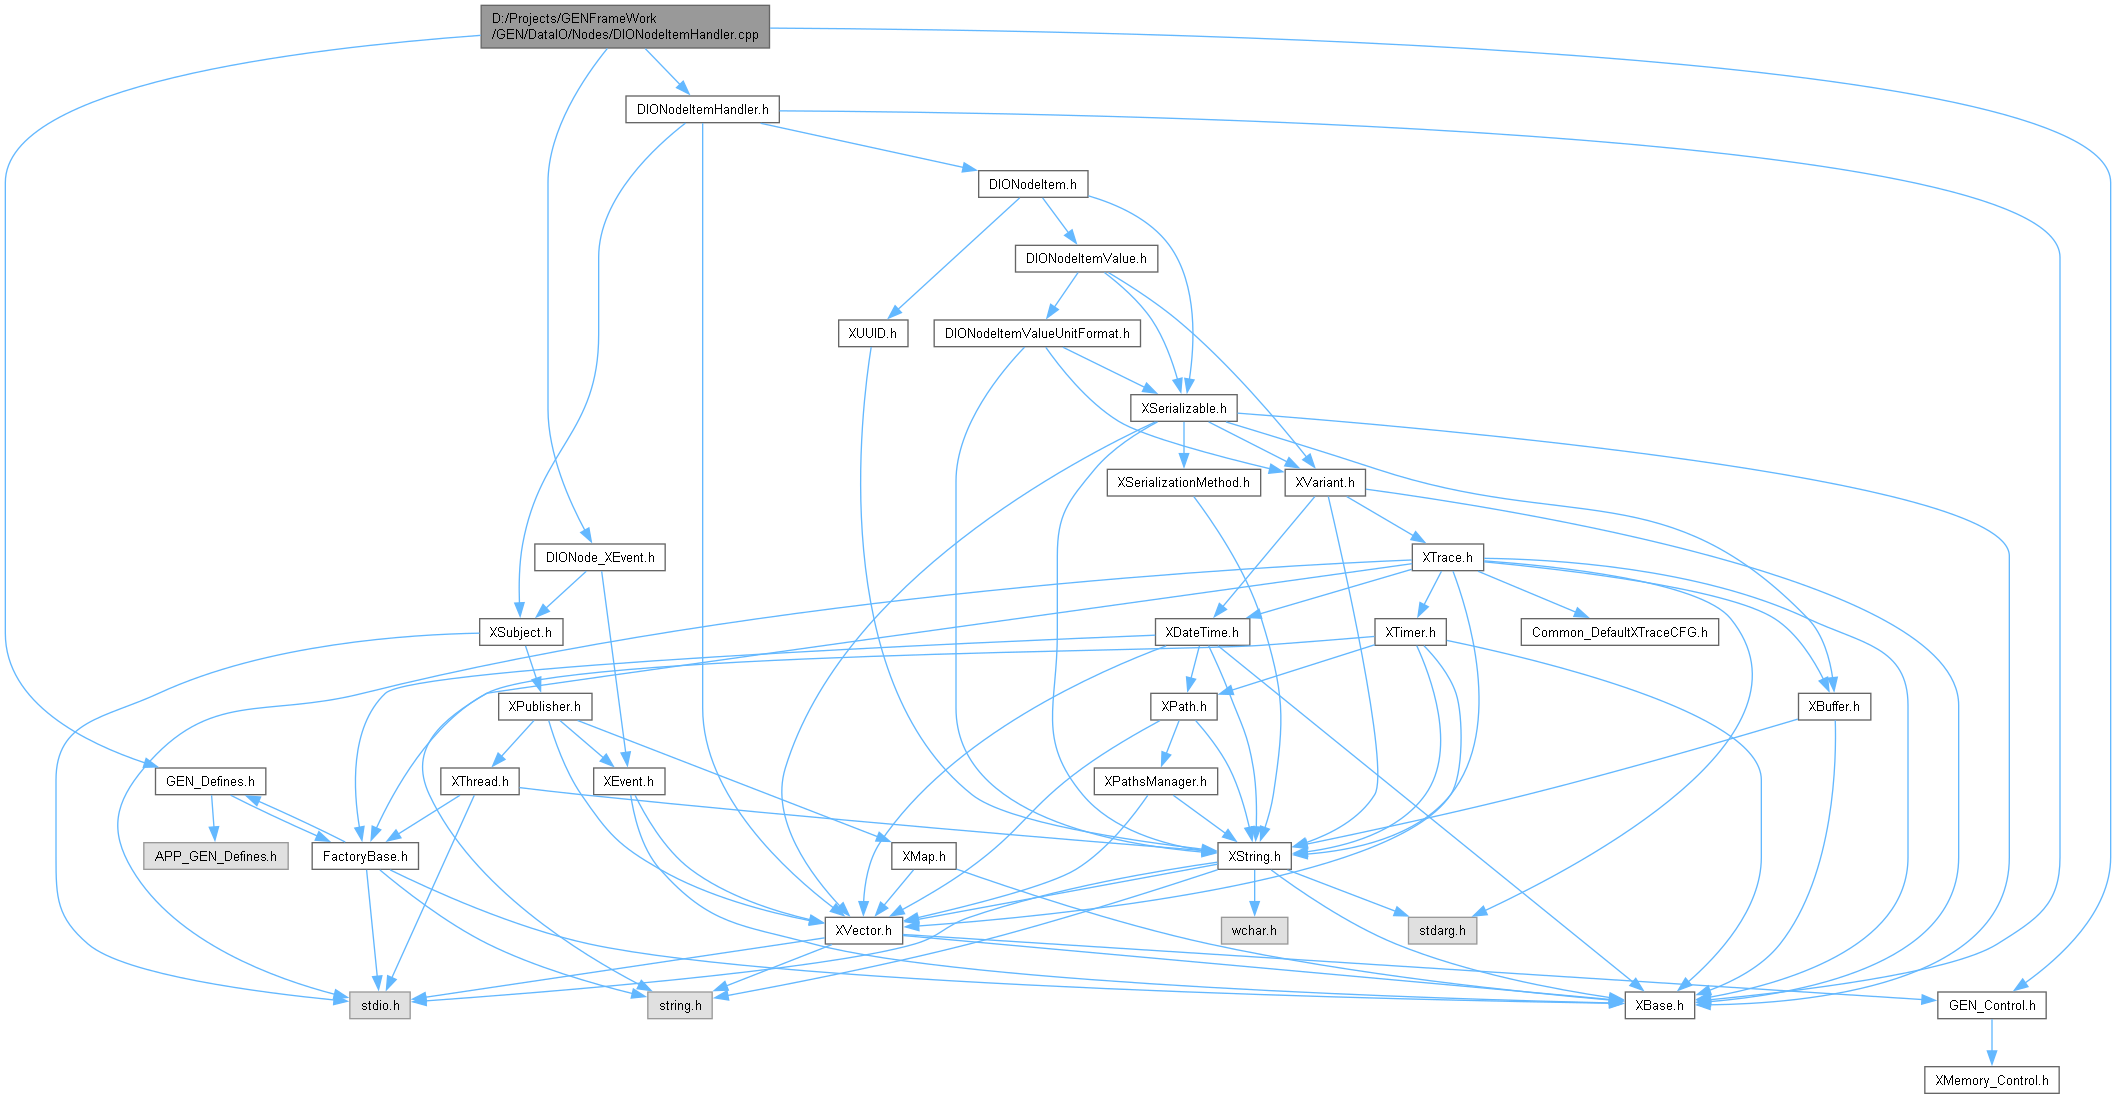 D:/Projects/GENFrameWork
/GEN/DataIO/Nodes/DIONodeItemHandler.cpp
DIONodeItemHandler.h
DIONodeItem.h
DIONodeItemValue.h
XUUID.h
DIONodeItemValueUnitFormat.h
XSerializable.h
XSerializationMethod.h
XVariant.h
DIONode_XEvent.h
XTrace.h
XSubject.h
XDateTime.h
XTimer.h
Common_DefaultXTraceCFG.h
XPublisher.h
XPath.h
XBuffer.h
GEN_Defines.h
XThread.h
XEvent.h
XPathsManager.h
APP_GEN_Defines.h
FactoryBase.h
XMap.h
XString.h
XVector.h
wchar.h
stdarg.h
stdio.h
string.h
XBase.h
GEN_Control.h
XMemory_Control.h